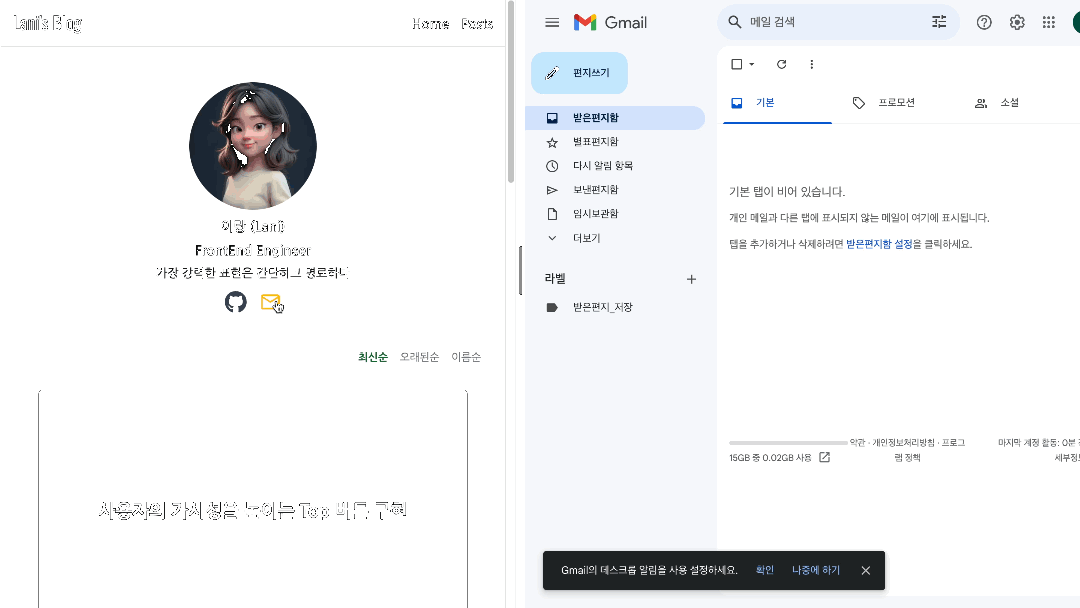 Lani's Blog
Home Posts
이랑 (Lani)
FrontEnd Engineer
가장 강력한 표현은 간단하고 명료하다
최신순 오래된순 이름순
사용자의 가시성을 높이는 Top 버튼 구현
Gmail
메일 검색
편지쓰기
받은편지함
별표편지함
다시 알림 항목
보낸편지함
임시보관함
더보기
라벨
받은편지_저장
기본 프로모션 소셜
기본 탭이 비어 있습니다.
개인 메일과 다른 탭에 표시되지 않는 메일이 여기에 표시됩니다.
탭을 추가하거나 삭제하려면 받은편지함 설정을 클릭하세요.
15GB 중 0.02GB 사용
약관 · 개인정보처리방침 · 프로그
램 정책
마지막 계정 활동: 0분
세부정보
Gmail의 데스크톱 알림을 사용 설정하세요. 확인 나중에 하기